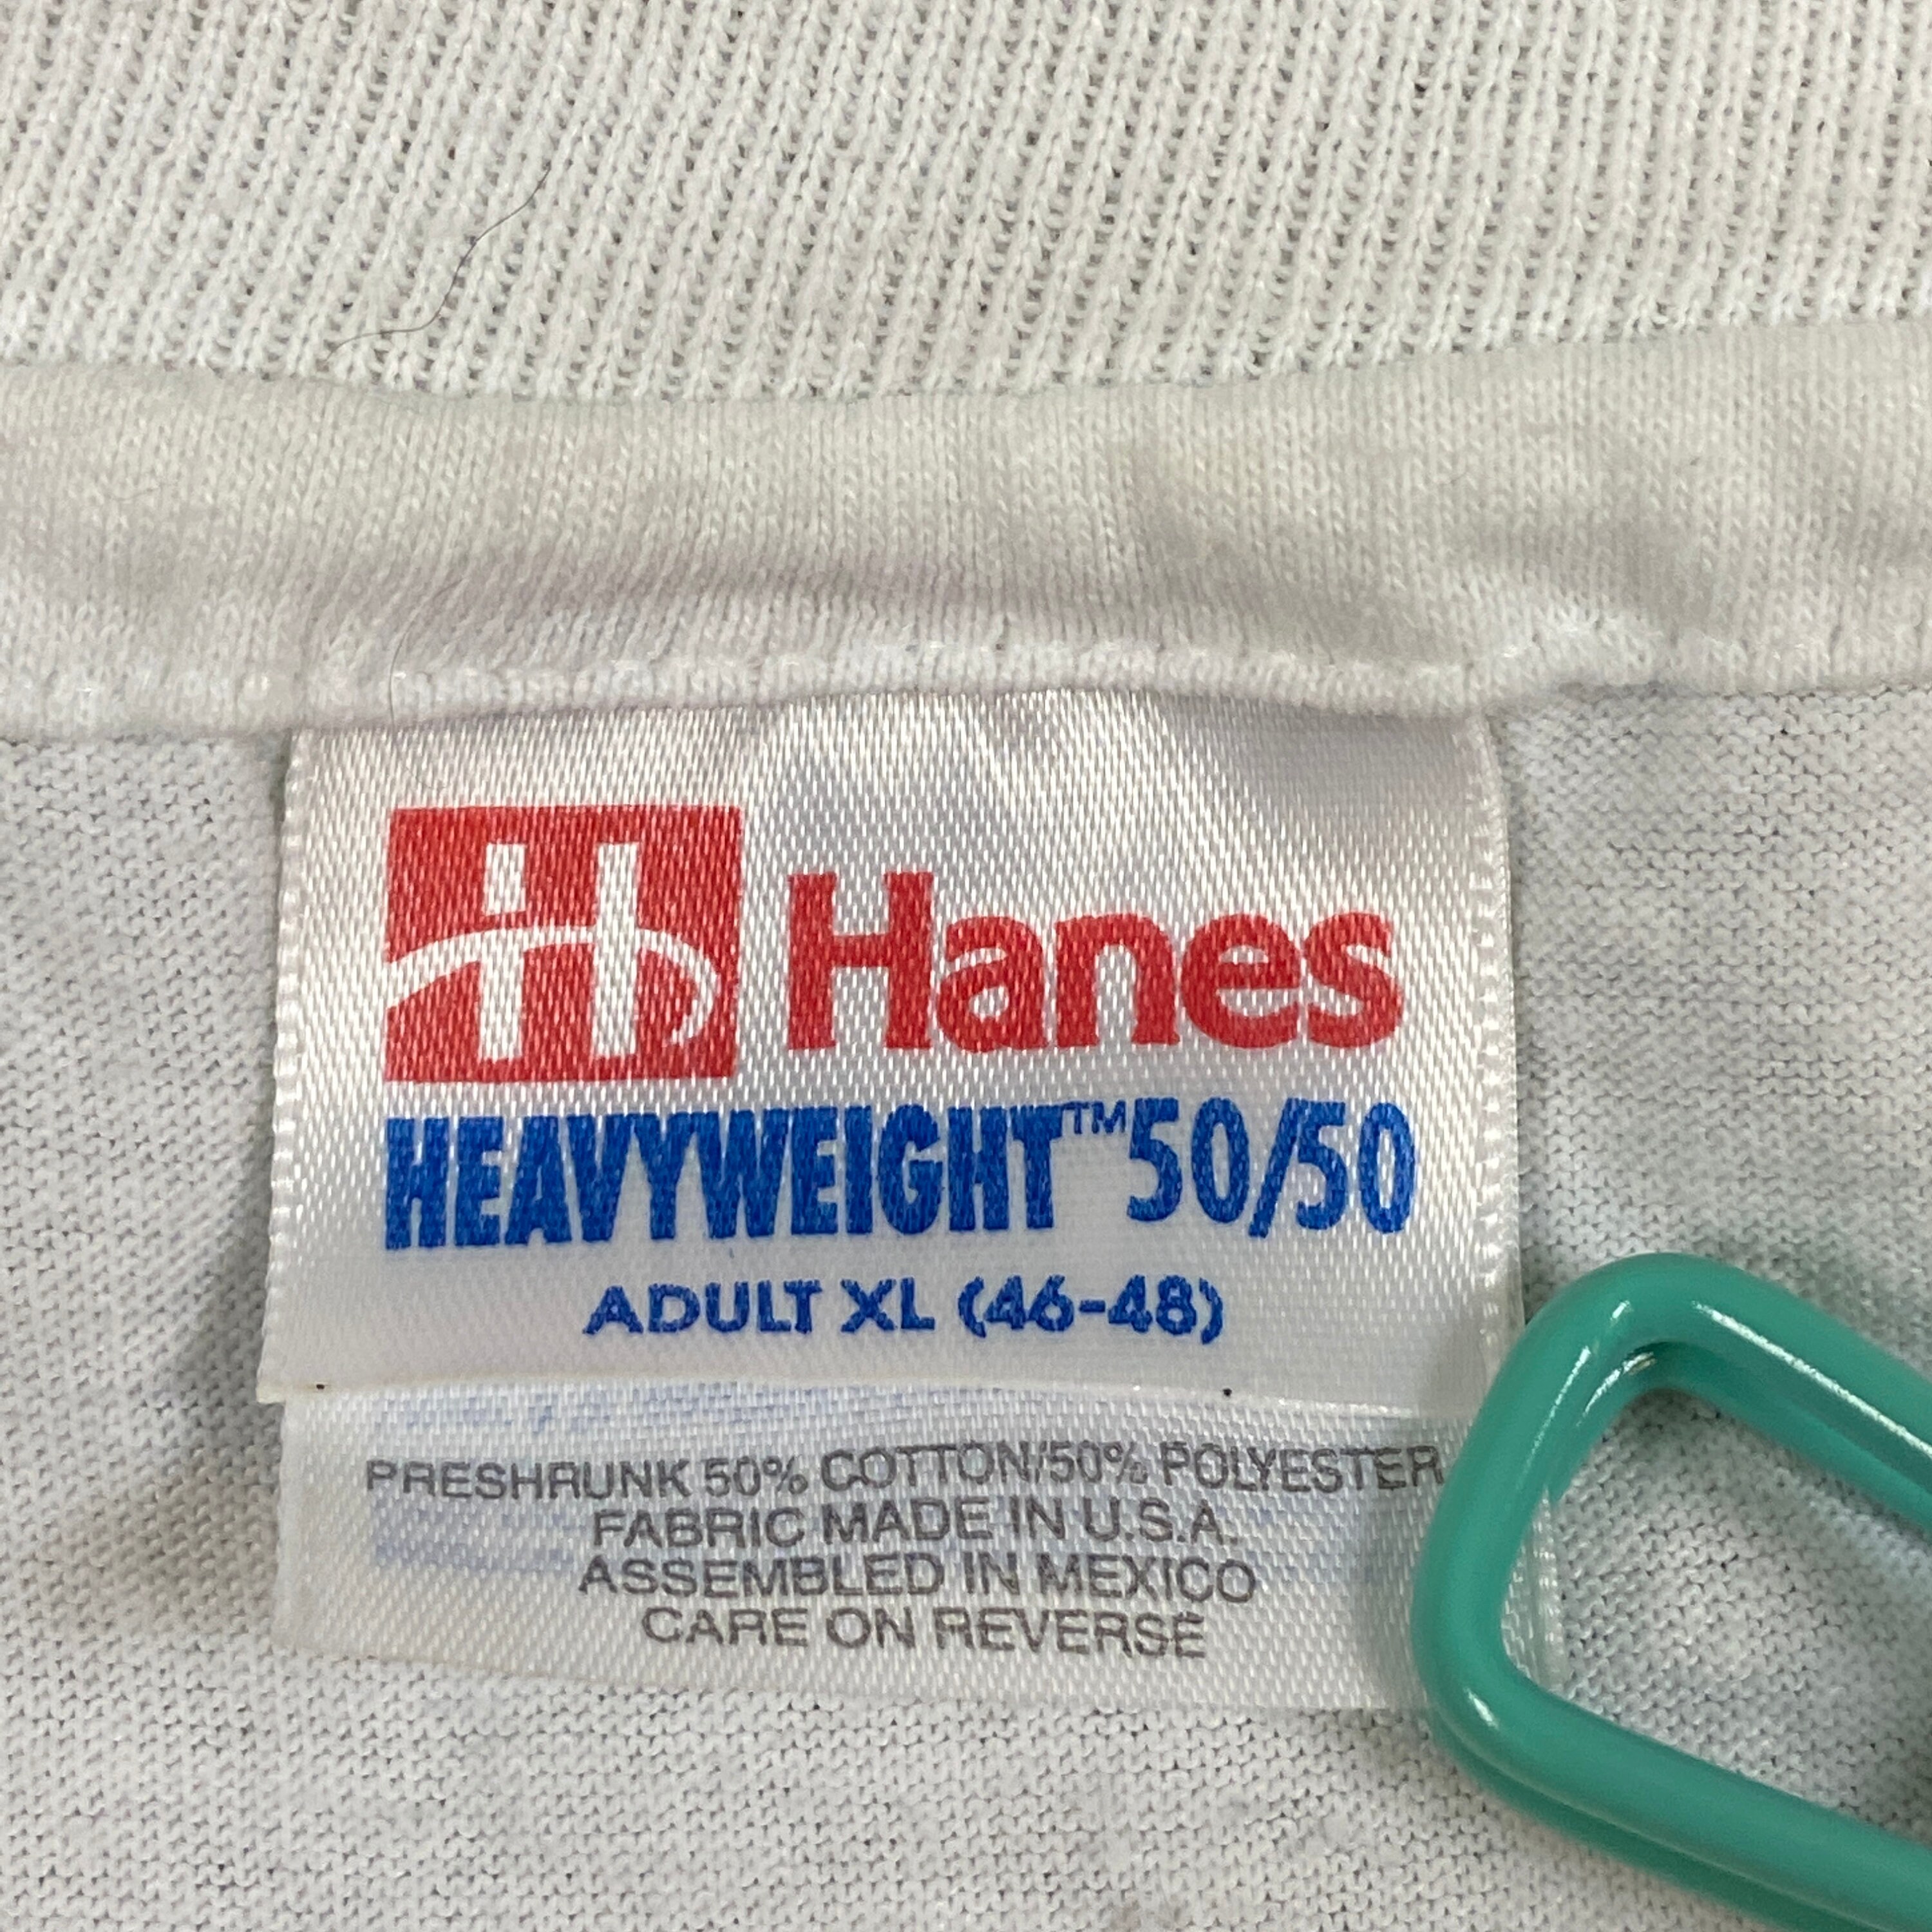 Hanes
HEAVYWEIGHT™ 50/50
ADULT XL (46-48)
PRESHRUNK 50% COTTON/50% POLYESTER
FABRIC MADE IN U.S.A.
ASSEMBLED IN MEXICO
CARE ON REVERSE